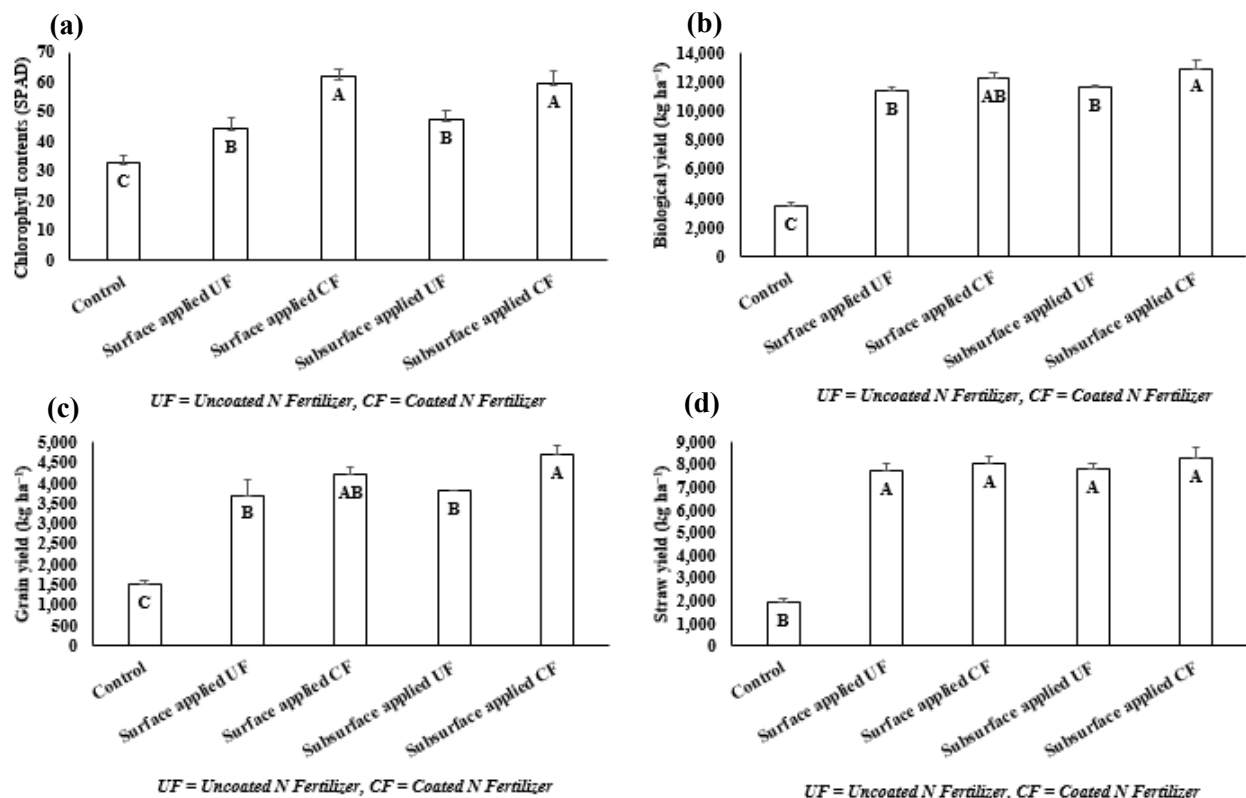 (a)
Chlorophyll contents (SPAD)
70
60
50
40
30
20
10
0
C
B
A
B
A
Control
Surface applied UF
Surface applied CF
Subsurface applied UF
Subsurface applied CF
UF = Uncoated N Fertilizer, CF = Coated N Fertilizer
(b)
Biological yield (kg ha⁻¹)
14,000
12,000
10,000
8,000
6,000
4,000
2,000
0
C
B
AB
B
A
Control
Surface applied UF
Surface applied CF
Subsurface applied UF
Subsurface applied CF
UF = Uncoated N Fertilizer, CF = Coated N Fertilizer
(c)
Grain yield (kg ha⁻¹)
5,000
4,500
4,000
3,500
3,000
2,500
2,000
1,500
1,000
500
0
C
B
AB
B
A
Control
Surface applied UF
Surface applied CF
Subsurface applied UF
Subsurface applied CF
UF = Uncoated N Fertilizer, CF = Coated N Fertilizer
(d)
Straw yield (kg ha⁻¹)
9,000
8,000
7,000
6,000
5,000
4,000
3,000
2,000
1,000
0
B
A
A
A
A
Control
Surface applied UF
Surface applied CF
Subsurface applied UF
Subsurface applied CF
UF = Uncoated N Fertilizer, CF = Coated N Fertilizer